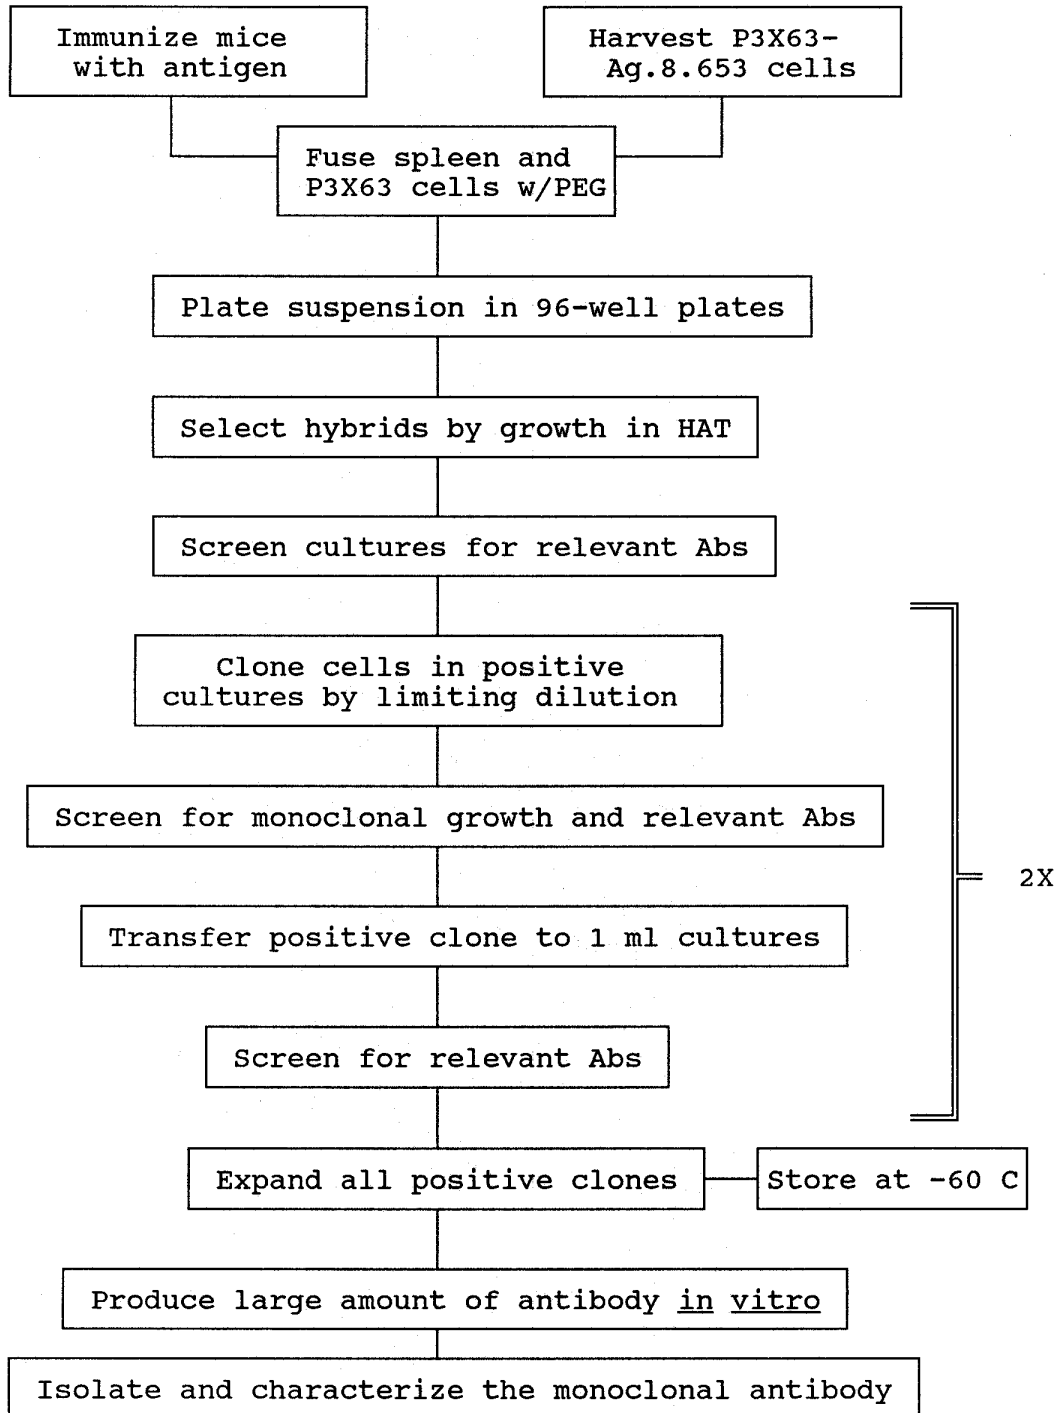 Immunize mice
with antigen
Harvest P3X63-
Ag.8.653 cells
Fuse spleen and
P3X63 cells w/PEG
Plate suspension in 96-well plates
Select hybrids by growth in HAT
Screen cultures for relevant Abs
Clone cells in positive
cultures by limiting dilution
Screen for monoclonal growth and relevant Abs
2X
Transfer positive clone to 1 ml cultures
Screen for relevant Abs
Expand all positive clones
Store at -60 C
Produce large amount of antibody in vitro
Isolate and characterize the monoclonal antibody